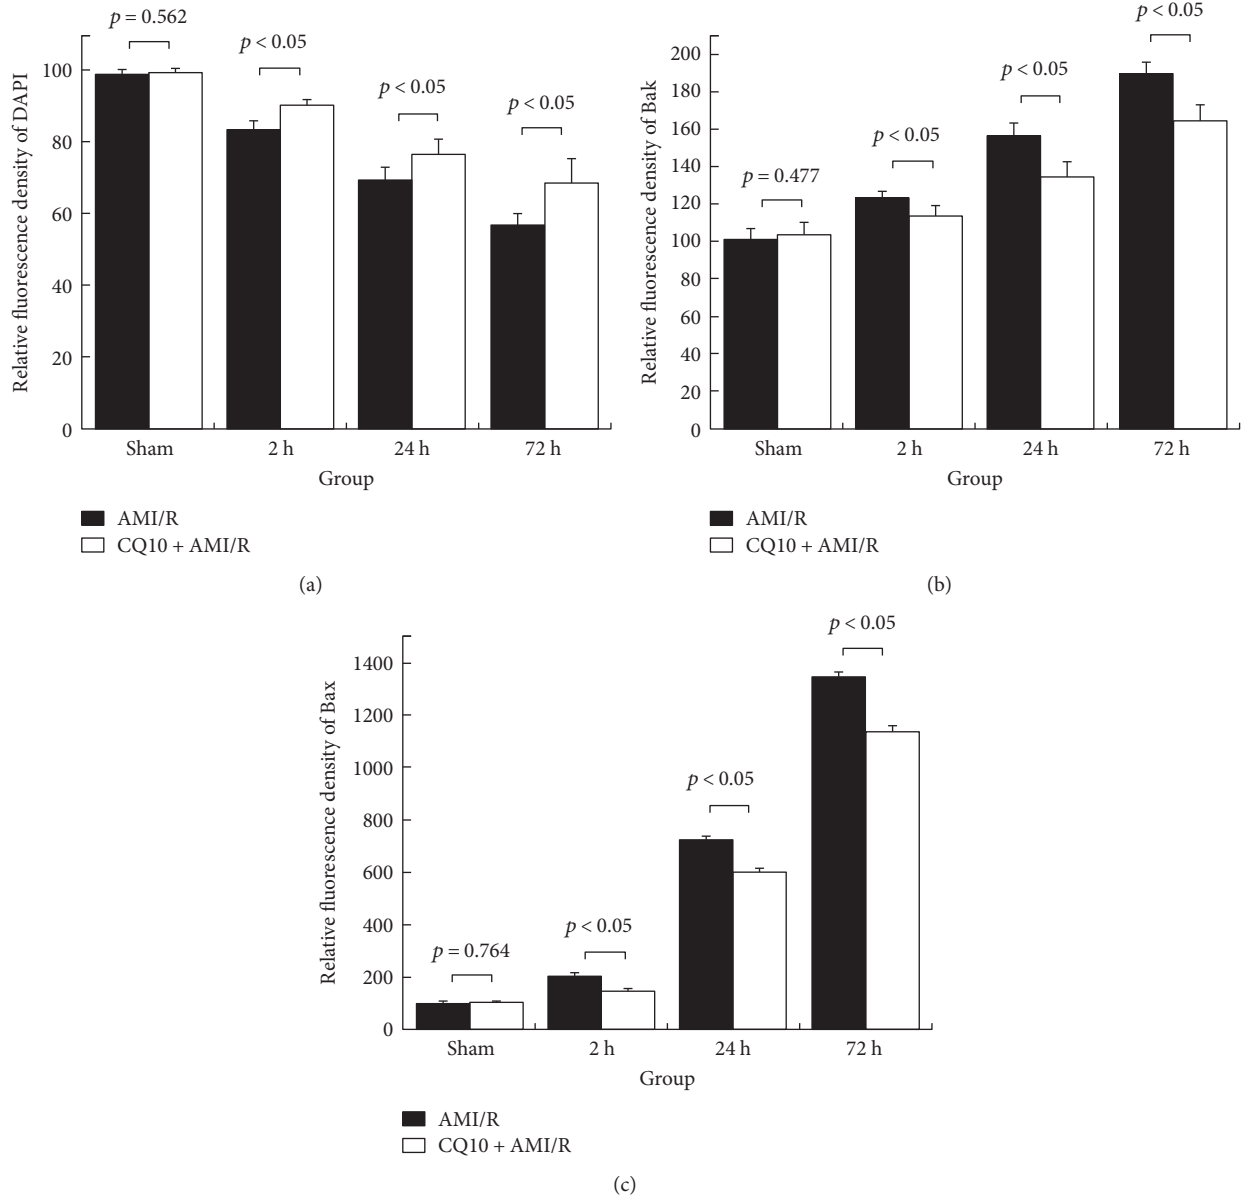 p = 0.562
p < 0.05
p < 0.05
p < 0.05
Relative fluorescence density of DAPI
100
80
60
40
20
0
Sham
2 h
24 h
72 h
Group
AMI/R
CQ10 + AMI/R
(a)
p < 0.05
p < 0.05
p < 0.05
p = 0.477
Relative fluorescence density of Bak
200
180
160
140
120
100
80
60
40
20
0
Sham
2 h
24 h
72 h
Group
AMI/R
CQ10 + AMI/R
(b)
p < 0.05
p < 0.05
p < 0.05
p = 0.764
Relative fluorescence density of Bax
1400
1200
1000
800
600
400
200
0
Sham
2 h
24 h
72 h
Group
AMI/R
CQ10 + AMI/R
(c)